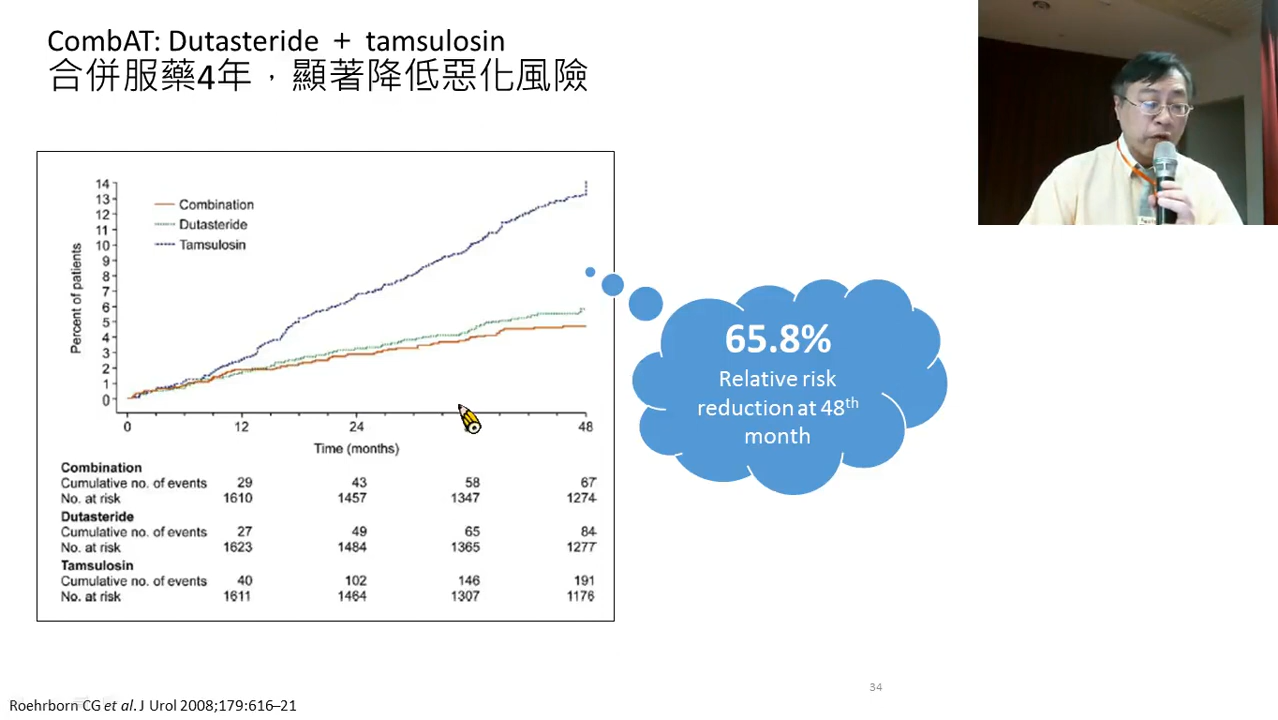 CombAT: Dutasteride + tamsulosin
合併服藥4年，顯著降低惡化風險
14
13
12
11
10
9
8
7
6
5
4
3
2
1
0
Percent of patients
Combination
Dutasteride
Tamsulosin
0 12 24 48
Time (months)
Combination
Cumulative no. of events 29 43 58 67
No. at risk 1610 1457 1347 1274
Dutasteride
Cumulative no. of events 27 49 65 84
No. at risk 1623 1484 1365 1277
Tamsulosin
Cumulative no. of events 40 102 146 191
No. at risk 1611 1464 1307 1176
65.8%
Relative risk
reduction at 48th
month
34
Roehrborn CG et al. J Urol 2008;179:616–21